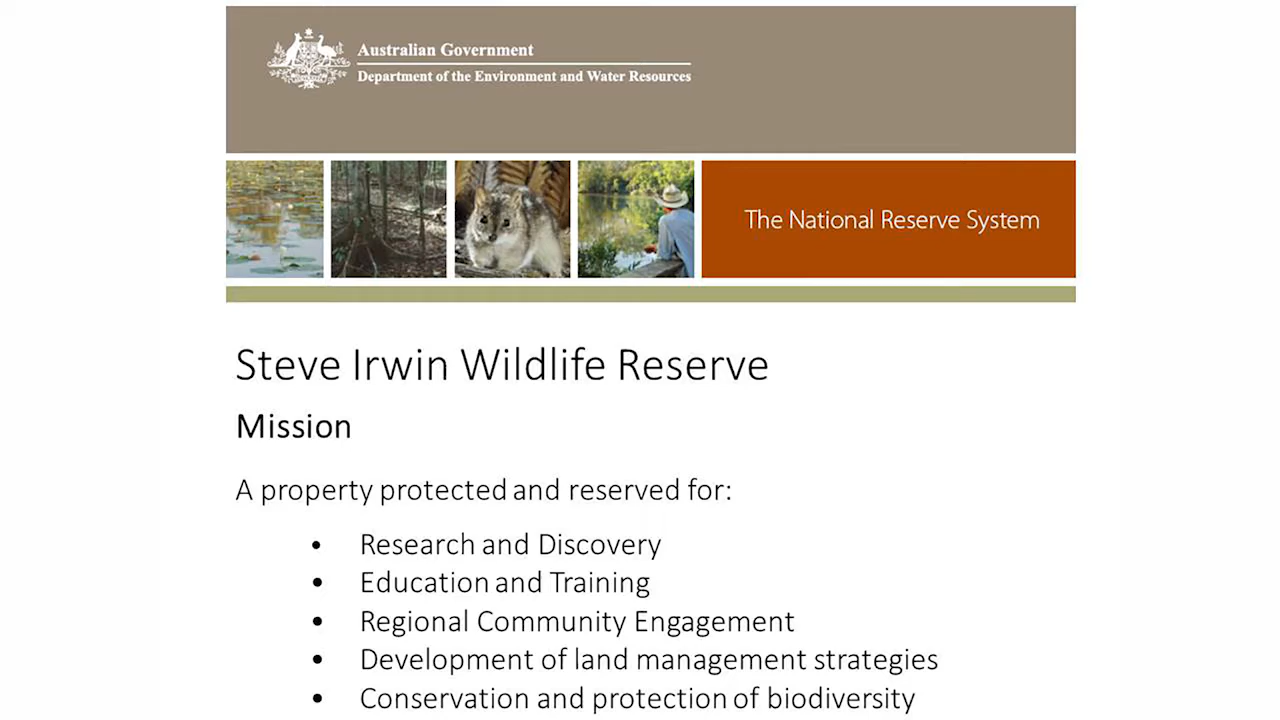 Australian Government
Department of the Environment and Water Resources
The National Reserve System
Steve Irwin Wildlife Reserve
Mission
A property protected and reserved for:
• Research and Discovery
• Education and Training
• Regional Community Engagement
• Development of land management strategies
• Conservation and protection of biodiversity